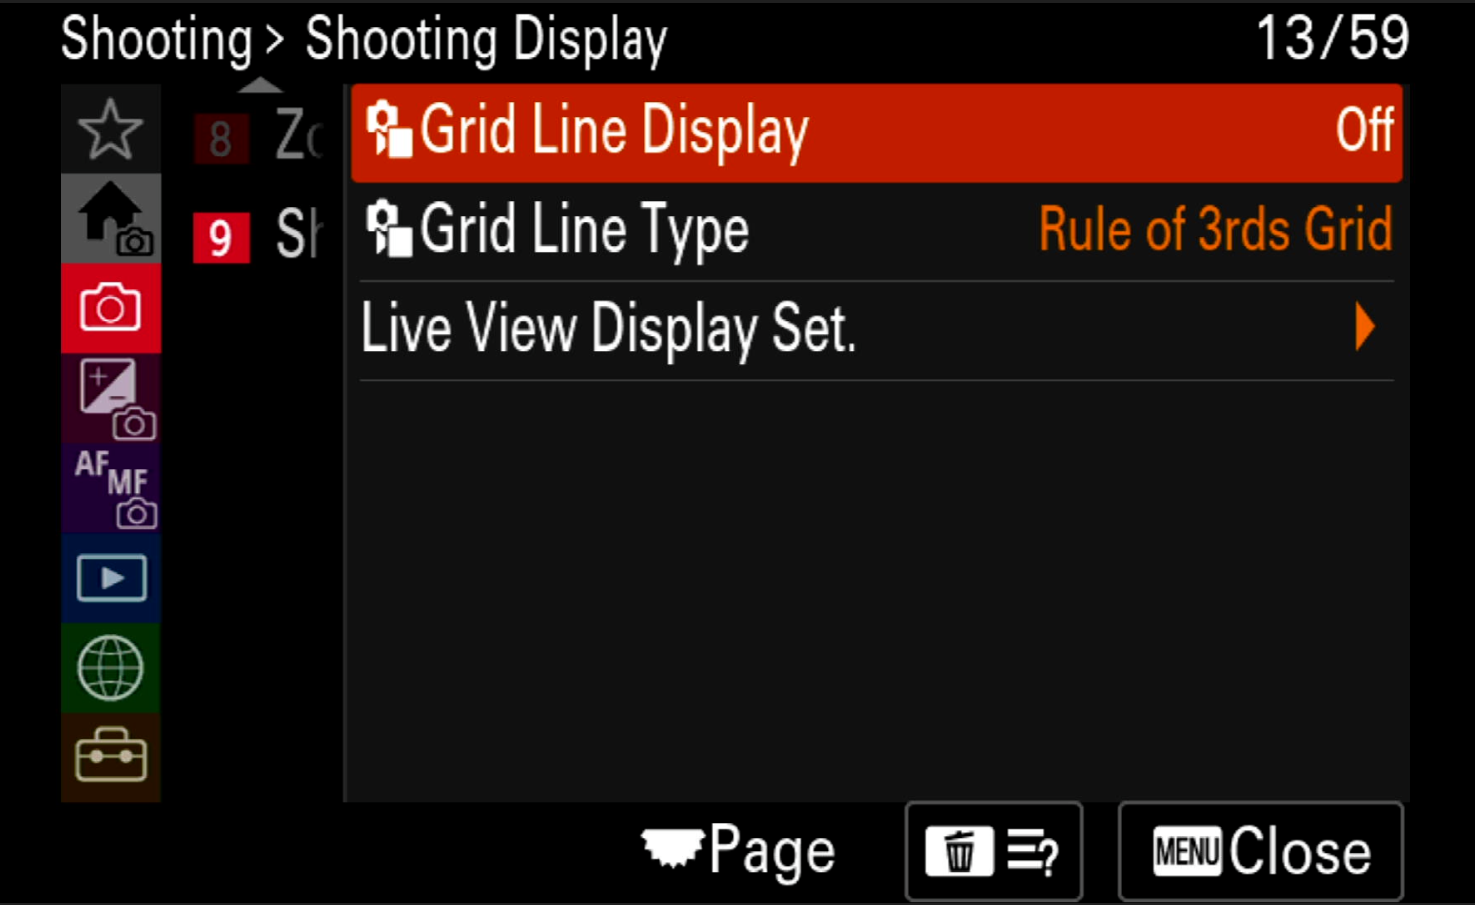 Shooting> Shooting Display 13/59
8
9
Grid Line Display Off
Grid Line Type Rule of 3rds Grid
Live View Display Set.
AF MF
Page
MENU Close